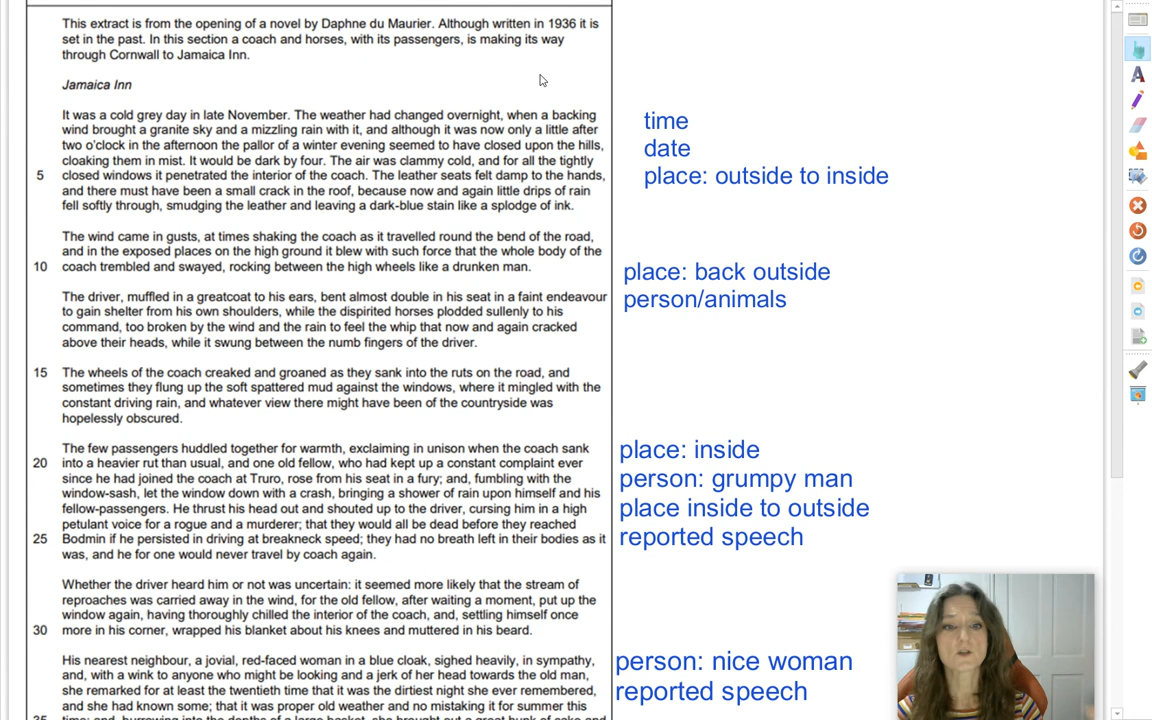 This extract is from the opening of a novel by Daphne du Maurier. Although written in 1936 it is
set in the past. In this section a coach and horses, with its passengers, is making its way
through Cornwall to Jamaica Inn.
Jamaica Inn
It was a cold grey day in late November. The weather had changed overnight, when a backing
wind brought a granite sky and a mizzling rain with it, and although it was now only a little after
two o'clock in the afternoon the pallor of a winter evening seemed to have closed upon the hills,
cloaking them in mist. It would be dark by four. The air was clammy cold, and for all the tightly
5 closed windows it penetrated the interior of the coach. The leather seats felt damp to the hands,
and there must have been a small crack in the roof, because now and again little drips of rain
fell softly through, smudging the leather and leaving a dark-blue stain like a splodge of ink.
time
date
place: outside to inside
The wind came in gusts, at times shaking the coach as it travelled round the bend of the road,
and in the exposed places on the high ground it blew with such force that the whole body of the
10 coach trembled and swayed, rocking between the high wheels like a drunken man.
place: back outside
person/animals
The driver, muffled in a greatcoat to his ears, bent almost double in his seat in a faint endeavour
to gain shelter from his own shoulders, while the dispirited horses plodded sullenly to his
command, too broken by the wind and the rain to feel the whip that now and again cracked
above their heads, while it swung between the numb fingers of the driver.
15 The wheels of the coach creaked and groaned as they sank into the ruts on the road, and
sometimes they flung up the soft spattered mud against the windows, where it mingled with the
constant driving rain, and whatever view there might have been of the countryside was
hopelessly obscured.
The few passengers huddled together for warmth, exclaiming in unison when the coach sank
20 into a heavier rut than usual, and one old fellow, who had kept up a constant complaint ever
since he had joined the coach at Truro, rose from his seat in a fury; and, fumbling with the
window-sash, let the window down with a crash, bringing a shower of rain upon himself and his
fellow-passengers. He thrust his head out and shouted up to the driver, cursing him in a high
petulant voice for a rogue and a murderer; that they would all be dead before they reached
25 Bodmin if he persisted in driving at breakneck speed; they had no breath left in their bodies as it
was, and he for one would never travel by coach again.
place: inside
person: grumpy man
place inside to outside
reported speech
Whether the driver heard him or not was uncertain: it seemed more likely that the stream of
reproaches was carried away in the wind, for the old fellow, after waiting a moment, put up the
window again, having thoroughly chilled the interior of the coach, and, settling himself once
30 more in his corner, wrapped his blanket about his knees and muttered in his beard.
His nearest neighbour, a jovial, red-faced woman in a blue cloak, sighed heavily, in sympathy,
and, with a wink to anyone who might be looking and a jerk of her head towards the old man,
she remarked for at least the twentieth time that it was the dirtiest night she ever remembered,
and she had known some; that it was proper old weather and no mistaking it for summer this
35 time; and, burrowing into the depths of a large basket, she brought out a great hunk of cake and
person: nice woman
reported speech